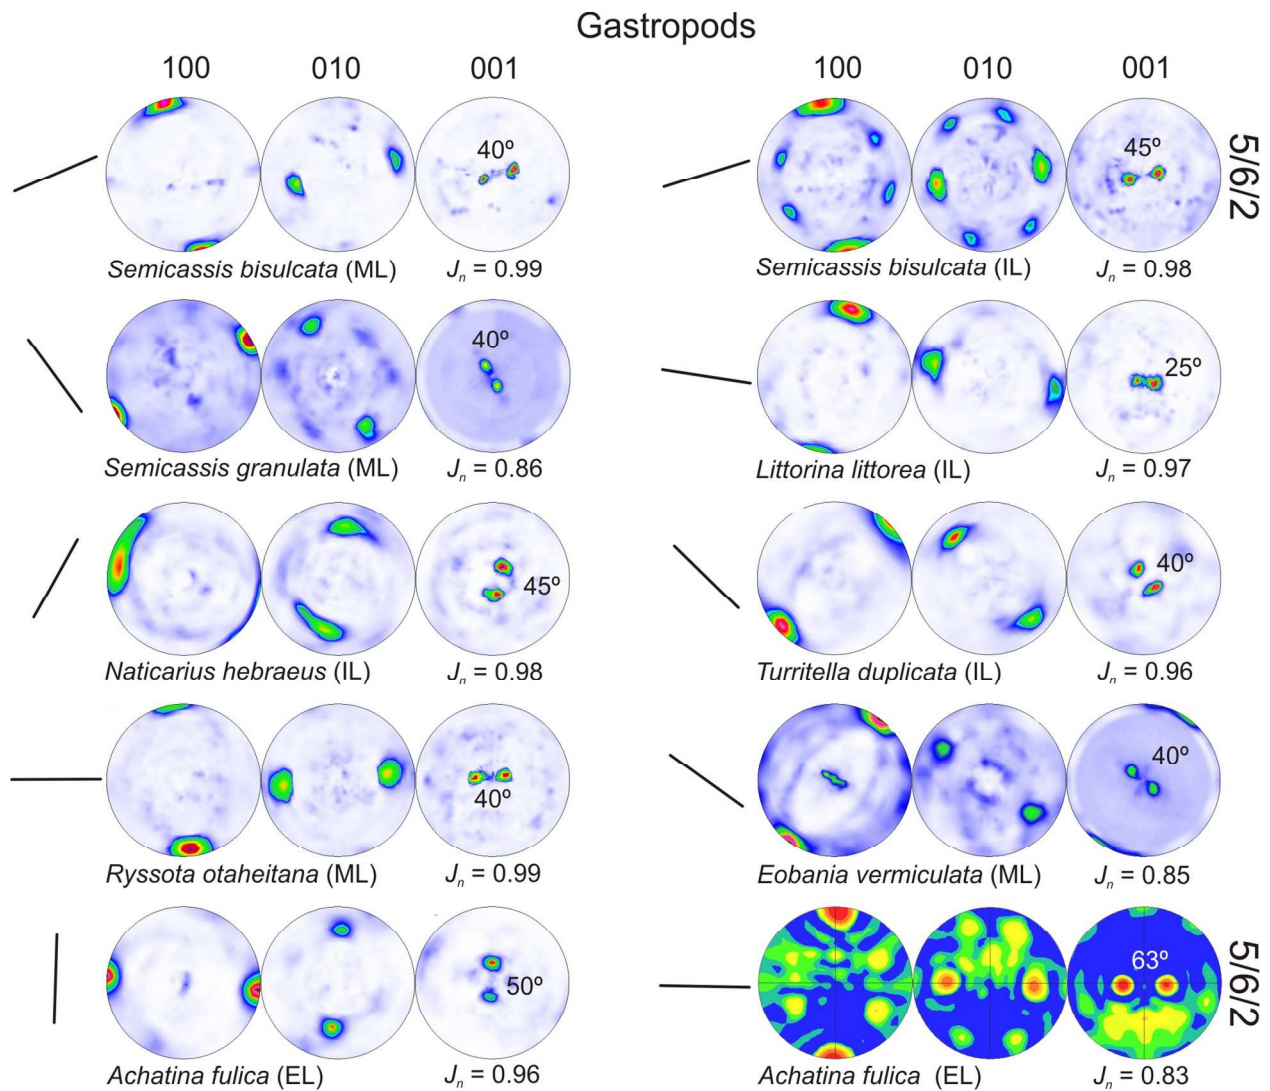 Gastropods
100 010 001 100 010 001
40º 45º 5/6/2
Semicassis bisulcata (ML) Jn = 0.99 Semicassis bisulcata (IL) Jn = 0.98
40º 25º
Semicassis granulata (ML) Jn = 0.86 Littorina littorea (IL) Jn = 0.97
45º 40º
Naticarius hebraeus (IL) Jn = 0.98 Turritella duplicata (IL) Jn = 0.96
40º 40º
Ryssota otaheitana (ML) Jn = 0.99 Eobania vermiculata (ML) Jn = 0.85
50º 63º 5/6/2
Achatina fulica (EL) Jn = 0.96 Achatina fulica (EL) Jn = 0.83